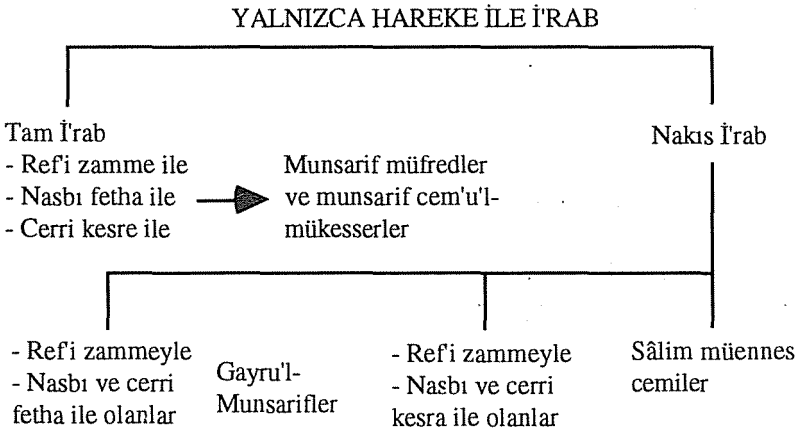 YALNIZCA HAREKE İLE İ'RAB
Tam İ'rab
- Ref'i zamme ile
- Nasbı fetha ile
- Cerri kesre ile
Munsarif müfredler
ve munsarif cem'u'l-
mükesserler
Nakıs İ'rab
- Ref'i zammeyle
- Nasbı ve cerri
fetha ile olanlar
Gayru'l-
Munsarifler
- Ref'i zammeyle
- Nasbı ve cerri
kesra ile olanlar
Sâlim müennes
cemiler